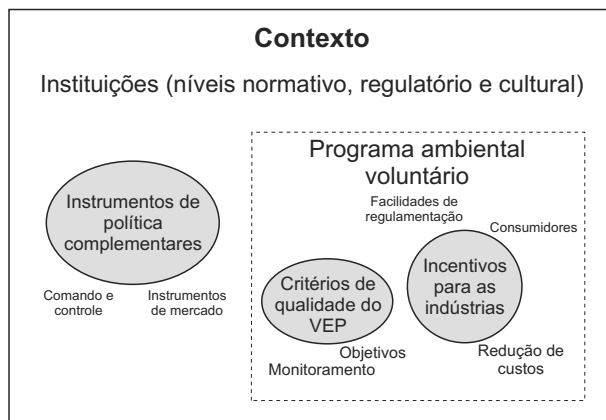 Contexto
Instituições (níveis normativo, regulatório e cultural)
Instrumentos de
política
complementares
Comando e
controle
Instrumentos
de mercado
Programa ambiental
voluntário
Facilidades de
regulamentação
Consumidores
Critérios de
qualidade do
VEP
Incentivos
para as
indústrias
Objetivos
Monitoramento
Redução de
custos